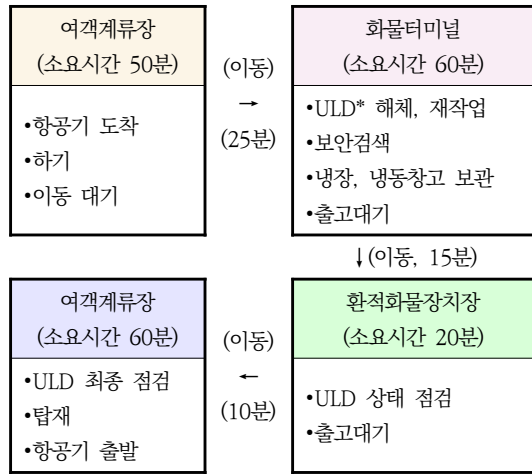 여객계류장
(소요시간 50분)
•항공기 도착
•하기
•이동 대기
(이동)
→
(25분)
화물터미널
(소요시간 60분)
•ULD* 해체, 재작업
•보안검색
•냉장, 냉동창고 보관
•출고대기
↓(이동, 15분)
환적화물장치장
(소요시간 20분)
•ULD 상태 점검
•출고대기
(이동)
←
(10분)
여객계류장
(소요시간 60분)
•ULD 최종 점검
•탑재
•항공기 출발